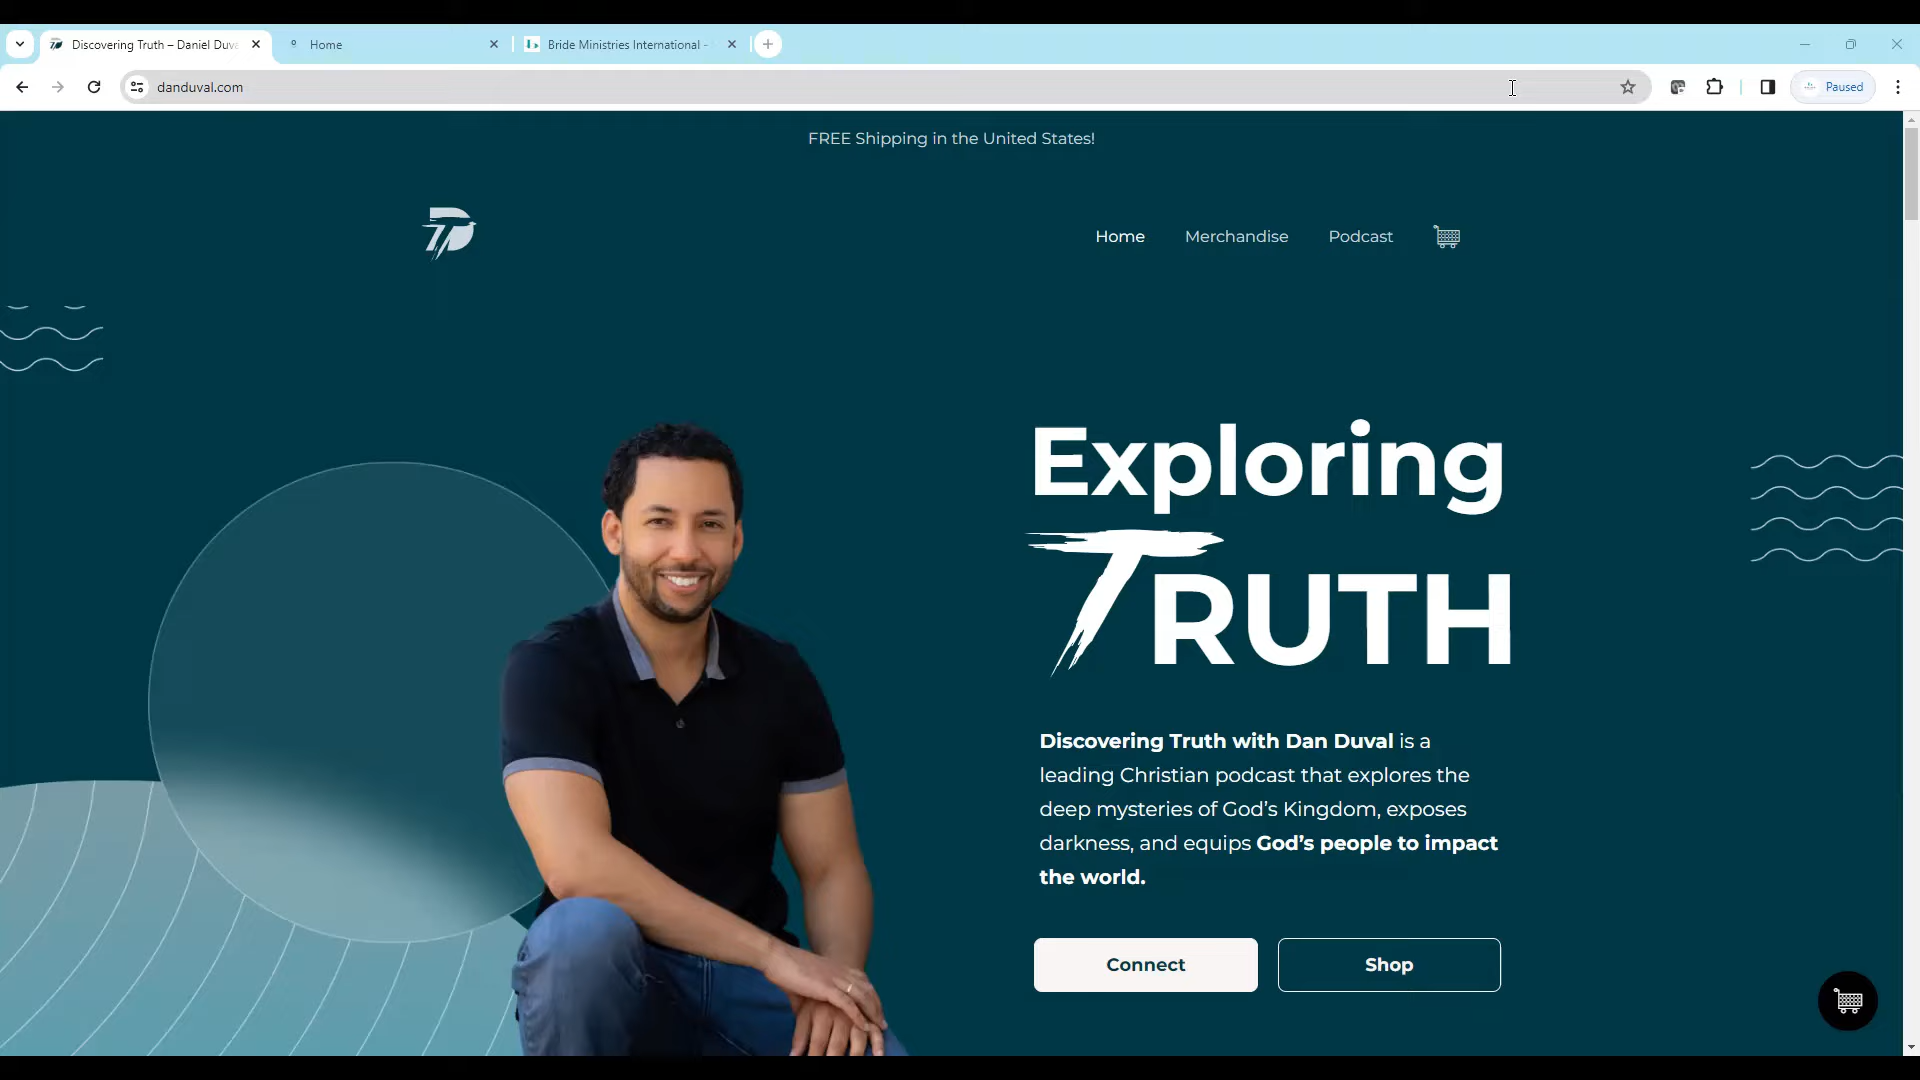 Discovering Truth – Daniel Duva
Home
Bride Ministries International -
danduval.com
Paused
FREE Shipping in the United States!
Home
Merchandise
Podcast
Exploring
TRUTH
Discovering Truth with Dan Duval is a
leading Christian podcast that explores the
deep mysteries of God’s Kingdom, exposes
darkness, and equips God’s people to impact
the world.
Connect
Shop